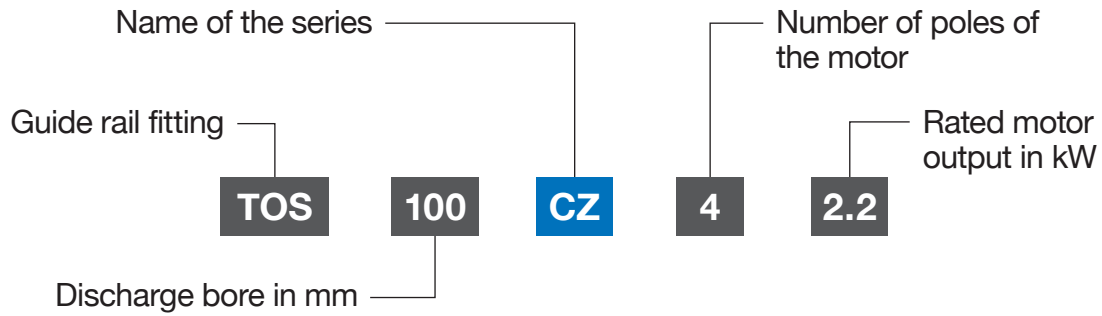 Name of the series
Number of poles of
the motor
Guide rail fitting
Rated motor
output in kW
TOS 100 CZ 4 2.2
Discharge bore in mm